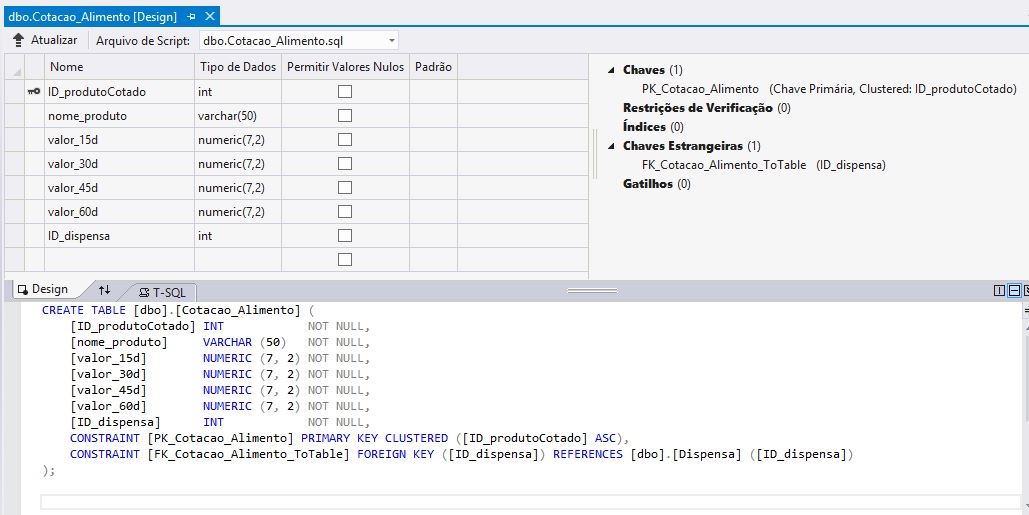 dbo.Cotacao_Alimento [Design]
Atualizar Arquivo de Script: dbo.Cotacao_Alimento.sql
Nome Tipo de Dados Permitir Valores Nulos Padrão
ID_produtoCotado int
nome_produto varchar(50)
valor_15d numeric(7,2)
valor_30d numeric(7,2)
valor_45d numeric(7,2)
valor_60d numeric(7,2)
ID_dispensa int
Chaves (1)
PK_Cotacao_Alimento (Chave Primária, Clustered: ID_produtoCotado)
Restrições de Verificação (0)
Índices (0)
Chaves Estrangeiras (1)
FK_Cotacao_Alimento_ToTable (ID_dispensa)
Gatilhos (0)
Design T-SQL
CREATE TABLE [dbo].[Cotacao_Alimento] (
[ID_produtoCotado] INT NOT NULL,
[nome_produto] VARCHAR (50) NOT NULL,
[valor_15d] NUMERIC (7, 2) NOT NULL,
[valor_30d] NUMERIC (7, 2) NOT NULL,
[valor_45d] NUMERIC (7, 2) NOT NULL,
[valor_60d] NUMERIC (7, 2) NOT NULL,
[ID_dispensa] INT NOT NULL,
CONSTRAINT [PK_Cotacao_Alimento] PRIMARY KEY CLUSTERED ([ID_produtoCotado] ASC),
CONSTRAINT [FK_Cotacao_Alimento_ToTable] FOREIGN KEY ([ID_dispensa]) REFERENCES [dbo].[Dispensa] ([ID_dispensa])
);